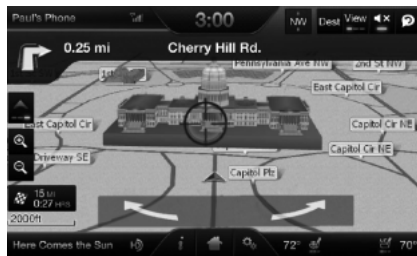 Paul's Phone 3:00 NW Dest View
0.25 mi Cherry Hill Rd.
Pennsylvania Ave NW 2nd St NW
1st
East Capitol Cir
East Capitol Cir Capitol Cir NE
Capitol Cir NE
Driveway SE
Capitol Plz
15 MI
0:27 HRS
2000ft
Here Comes the Sun i 72° 70°